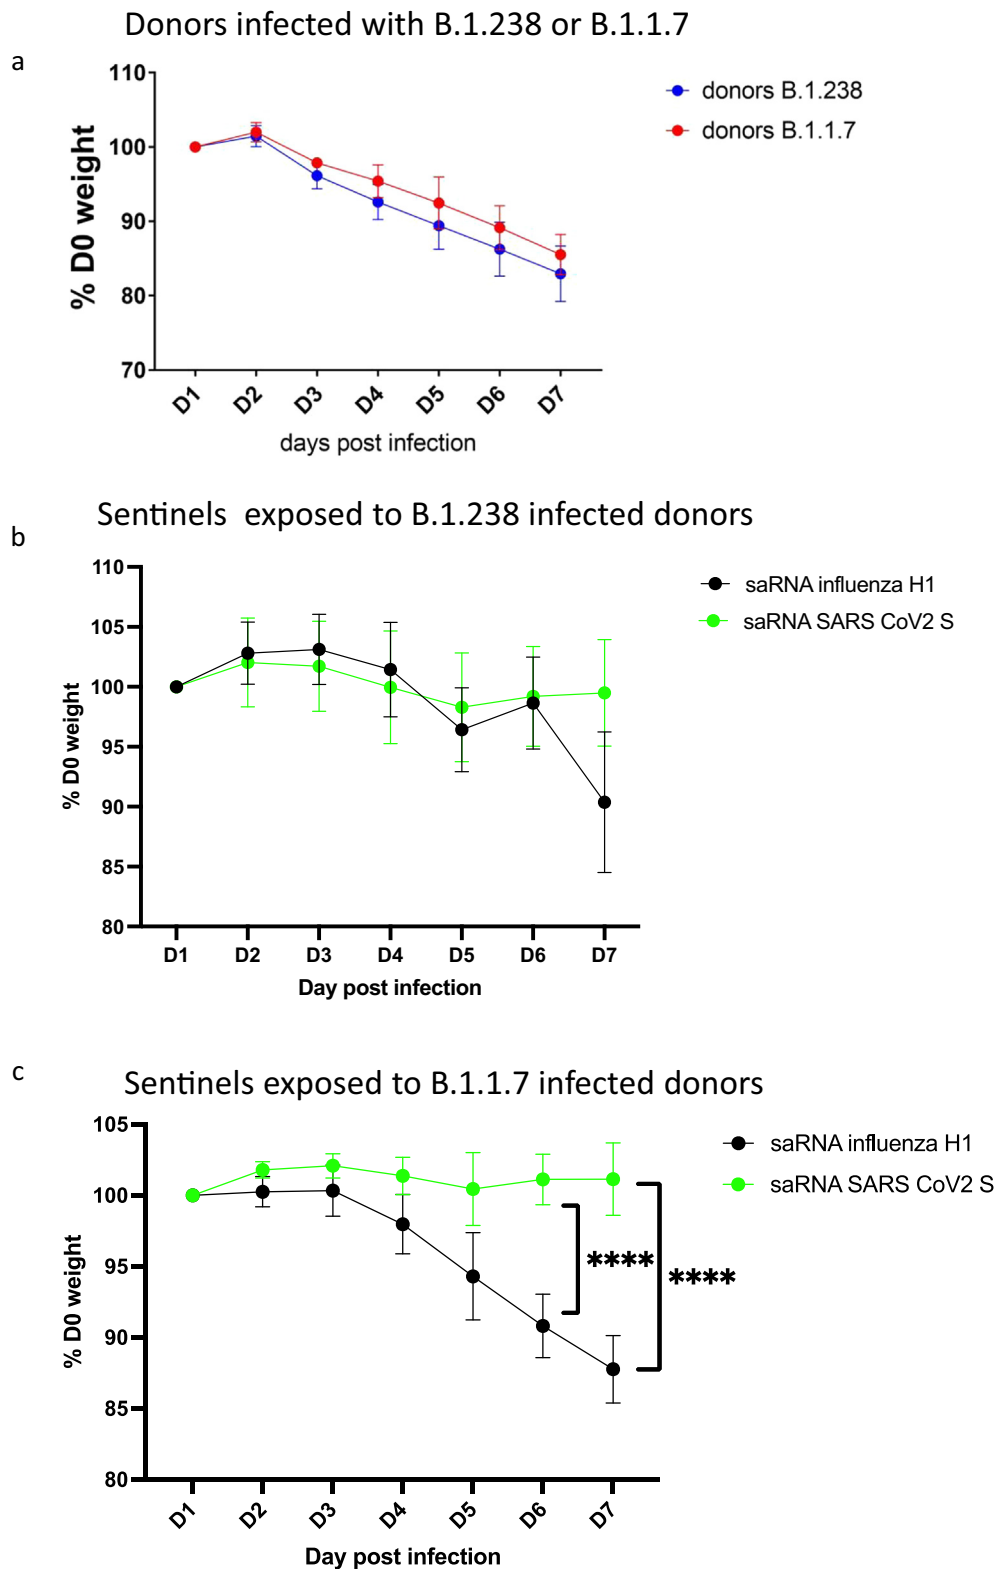 Donors infected with B.1.238 or B.1.1.7
a
110
100
90
80
70
% D0 weight
D1 D2 D3 D4 D5 D6 D7
days post infection
donors B.1.238
donors B.1.1.7
Sentinels exposed to B.1.238 infected donors
b
110
105
100
95
90
85
80
% D0 weight
D1 D2 D3 D4 D5 D6 D7
Day post infection
saRNA influenza H1
saRNA SARS CoV2 S
c
Sentinels exposed to B.1.1.7 infected donors
105
100
95
90
85
80
% D0 weight
D1 D2 D3 D4 D5 D6 D7
Day post infection
saRNA influenza H1
saRNA SARS CoV2 S
****
****